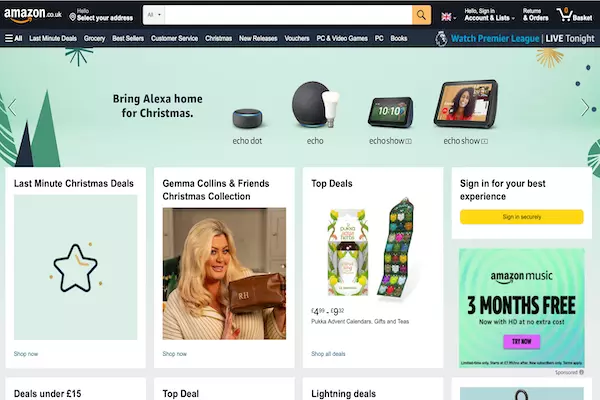 amazon.co.uk
Hello
Select your address
All
Hello, Sign in
Account & Lists
Returns
& Orders
0
Basket
All
Last Minute Deals
Grocery
Best Sellers
Customer Service
Christmas
New Releases
Vouchers
PC & Video Games
PC
Books
Watch Premier League | LIVE Tonight
Bring Alexa home
for Christmas.
10:10
echo dot
echo
echo show 5
echo show 8
Last Minute Christmas Deals
Shop now
Gemma Collins & Friends
Christmas Collection
RH
Shop now
Top Deals
pukka
£4.99 - £9.32
Pukka Advent Calendars, Gifts and Teas
Shop all deals
Sign in for your best
experience
Sign in securely
amazon music
3 MONTHS FREE
Now with HD at no extra cost
TRY NOW
Sponsored
Deals under £15
Top Deal
Lightning deals